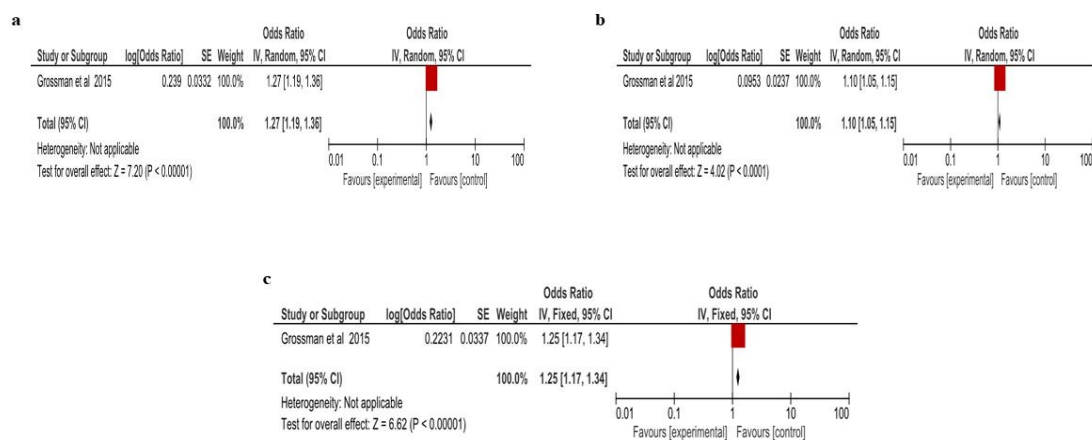 a
Odds Ratio Odds Ratio
Study or Subgroup log[Odds Ratio] SE Weight IV, Random, 95% CI IV, Random, 95% CI
Grossman et al 2015 0.239 0.0332 100.0% 1.27 [1.19, 1.36]
Total (95% CI) 100.0% 1.27 [1.19, 1.36]
Heterogeneity: Not applicable
Test for overall effect: Z = 7.20 (P < 0.00001)
0.01 0.1 1 10 100
Favours [experimental] Favours [control]
b
Odds Ratio Odds Ratio
Study or Subgroup log[Odds Ratio] SE Weight IV, Random, 95% CI IV, Random, 95% CI
Grossman et al 2015 0.0953 0.0237 100.0% 1.10 [1.05, 1.15]
Total (95% CI) 100.0% 1.10 [1.05, 1.15]
Heterogeneity: Not applicable
Test for overall effect: Z = 4.02 (P < 0.0001)
0.01 0.1 1 10 100
Favours [experimental] Favours [control]
c
Odds Ratio Odds Ratio
Study or Subgroup log[Odds Ratio] SE Weight IV, Fixed, 95% CI IV, Fixed, 95% CI
Grossman et al 2015 0.2231 0.0337 100.0% 1.25 [1.17, 1.34]
Total (95% CI) 100.0% 1.25 [1.17, 1.34]
Heterogeneity: Not applicable
Test for overall effect: Z = 6.62 (P < 0.00001)
0.01 0.1 1 10 100
Favours [experimental] Favours [control]